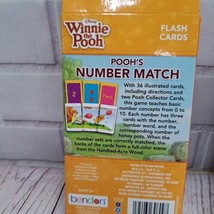 Disney
Winnie
the
Pooh
FLASH
CARDS
POOH'S
NUMBER MATCH
With 36 illustrated cards,
including directions and
two Pooh Collector Cards,
this game teaches basic
number concepts from 0 to
10. Each number has three
cards with the number,
number word, and the
corresponding number of
honey pots. When the
number sets are correctly matched, the
backs of the cards form a full-color scene
from the Hundred-Acre Wood.
bendon